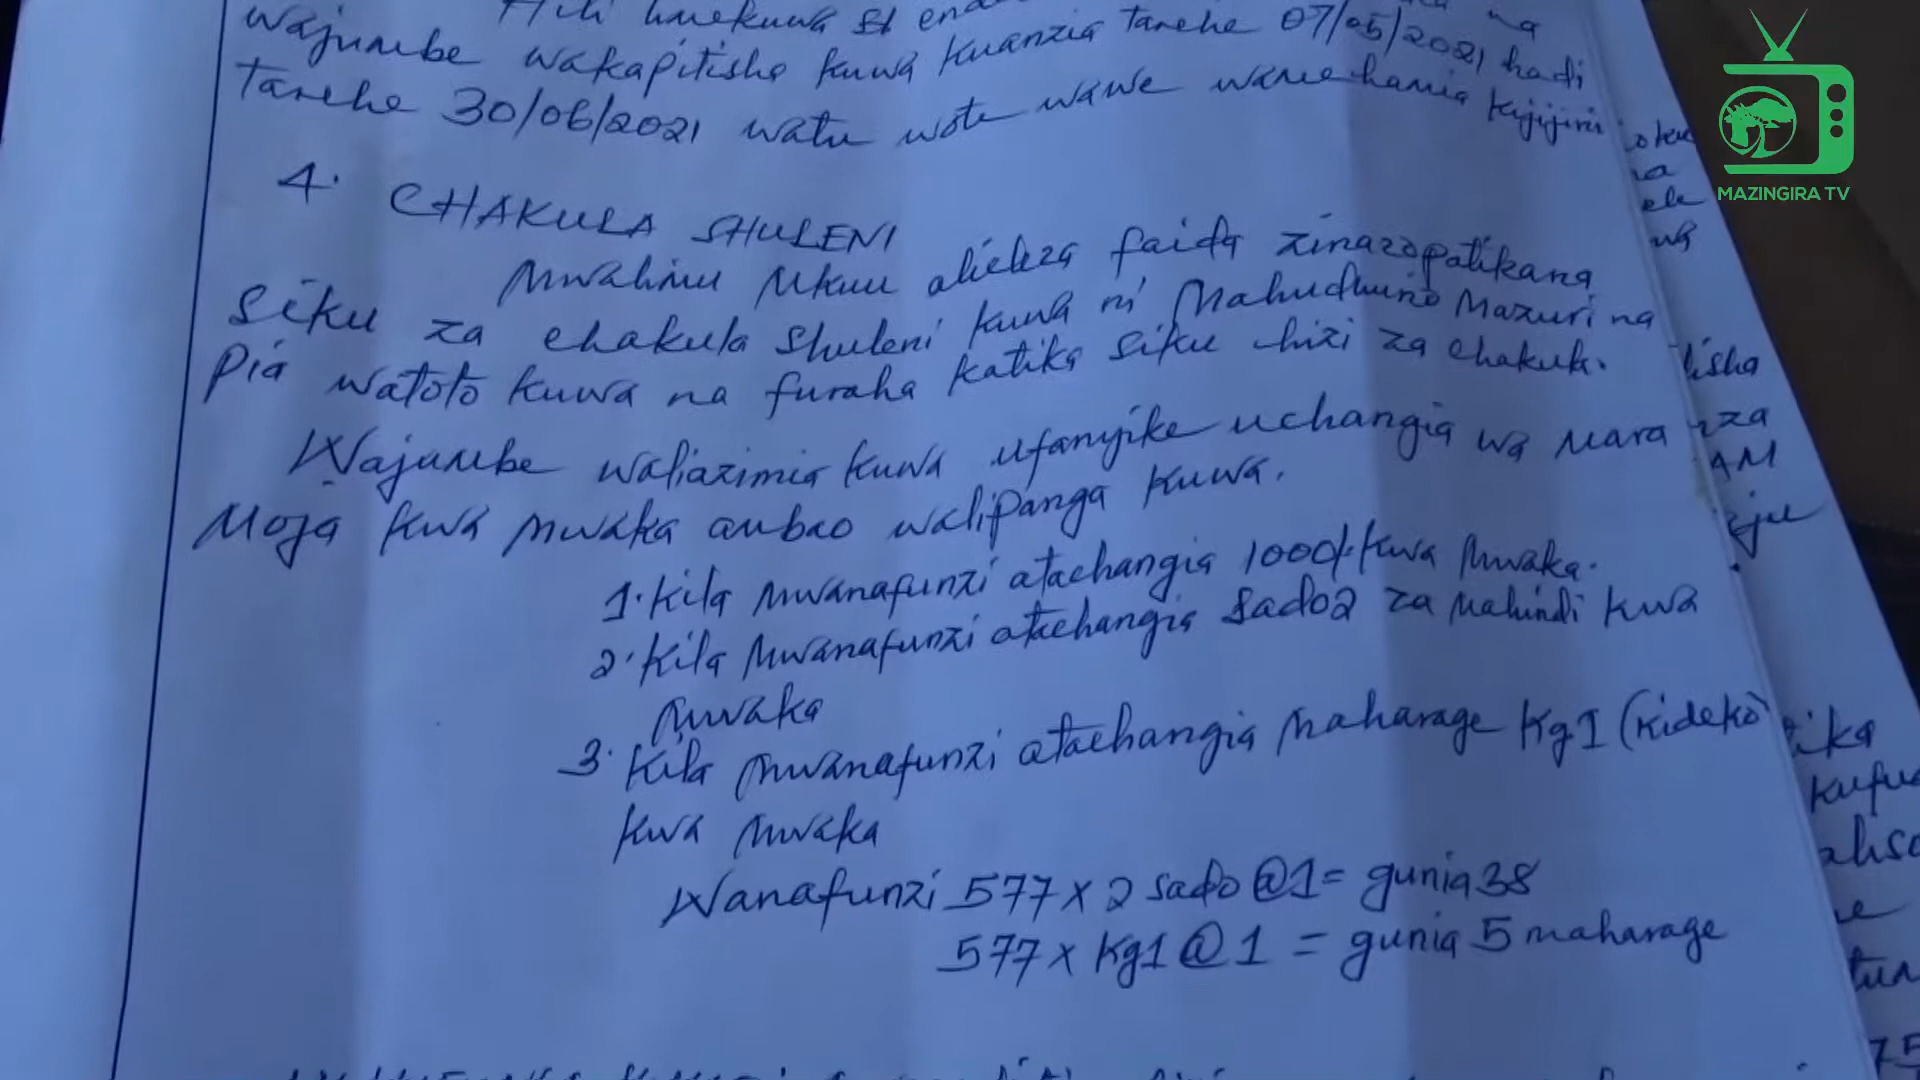 Hili limekuwa
wajumbe wakapitisha kuwa kuanzia tarehe 07/05/2021 hadi
Tarehe 30/06/2021 watu wote wawe wamechangia kijijini
4. CHAKULA SHULENI
Mwalimu Mkuu alieleza faida zinazopatikana
siku za chakula shuleni kuwa ni Mahudhurio Mazuri na
pia watoto kuwa na furaha katika siku hizi za chakula.
Wajumbe waliazimia kuwa ufanyike uchangia wa Mara
Moja kwa mwaka ambao walipanga kuwa.
1. Kila mwanafunzi atachangia 1000/= kwa Mwaka.
2. Kila Mwanafunzi atachangia Sado2 za Mahindi kwa
Mwaka
3. Kila Mwanafunzi atachangia Maharage Kg1 (Kideko)
kwa Mwaka
Wanafunzi 577 x 2 sado @1 = gunia 38
577 x Kg1 @ 1 = gunia 5 maharage
MAZINGIRA TV